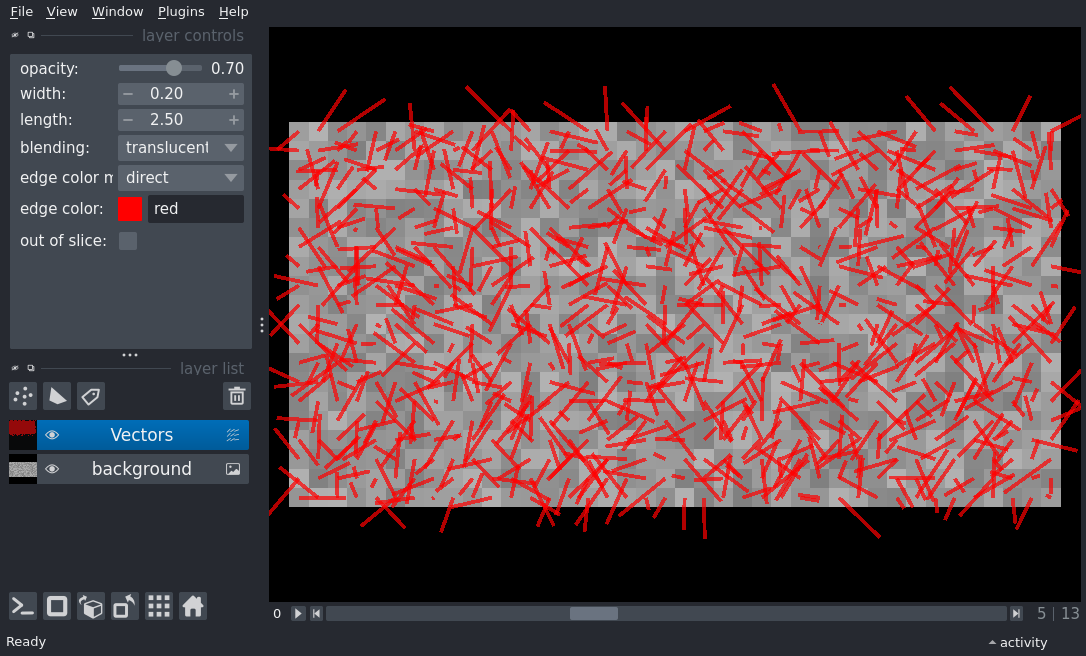 File View Window Plugins Help
layer controls
opacity: 0.70
width: 0.20
length: 2.50
blending: translucent
edge color m direct
edge color: red
out of slice:
layer list
Vectors
background
0 5 13
Ready activity